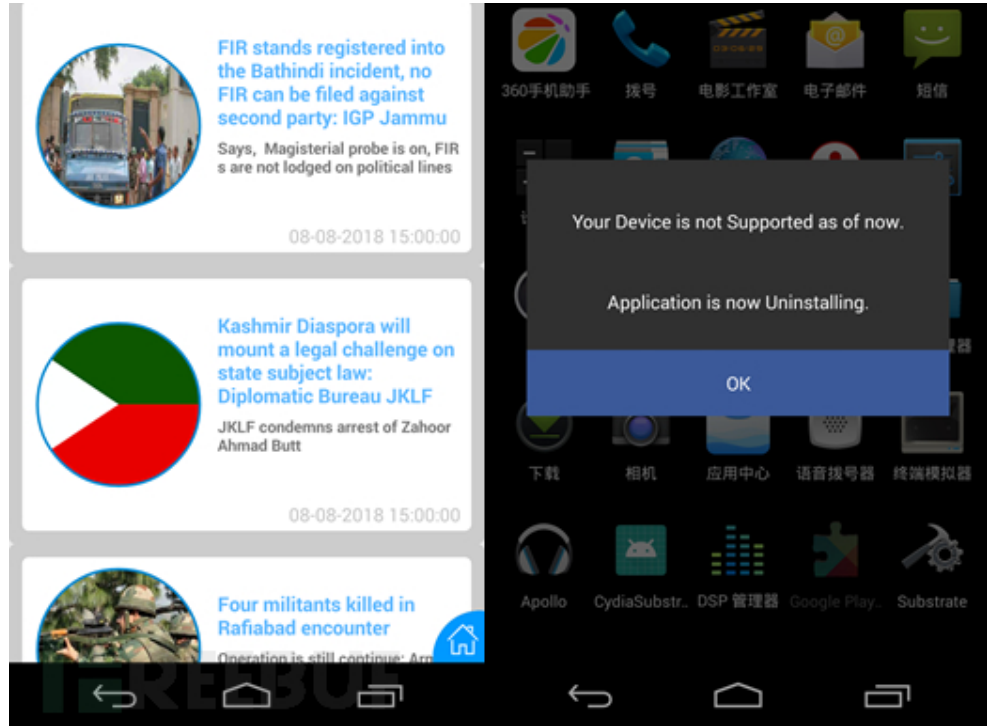 FIR stands registered into
the Bathindi incident, no
FIR can be filed against
second party: IGP Jammu
Says, Magisterial probe is on, FIR
s are not lodged on political lines
08-08-2018 15:00:00
Kashmir Diaspora will
mount a legal challenge on
state subject law:
Diplomatic Bureau JKLF
JKLF condemns arrest of Zahoor
Ahmad Butt
08-08-2018 15:00:00
Four militants killed in
Rafiabad encounter
Operation is still continue:
REEBUF
360手机助手
拨号
电影工作室
电子邮件
短信
Your Device is not Supported as of now.
Application is now Uninstalling.
OK
下载
相机
应用中心
语音拨号器
终端模拟器
Apollo
CydiaSubstr..
DSP 管理器
Google Play..
Substrate